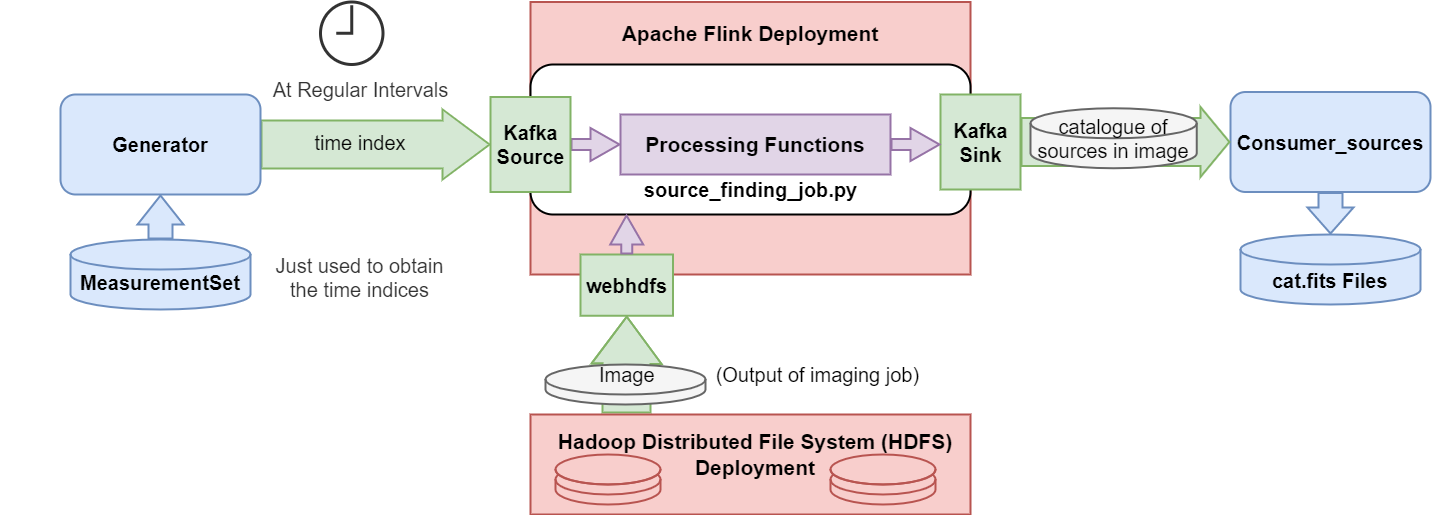 Apache Flink Deployment
At Regular Intervals
Generator
time index
Kafka
Source
Processing Functions
source_finding_job.py
Kafka
Sink
catalogue of
sources in image
Consumer_sources
MeasurementSet
Just used to obtain
the time indices
webhdfs
cat.fits Files
Image
(Output of imaging job)
Hadoop Distributed File System (HDFS)
Deployment